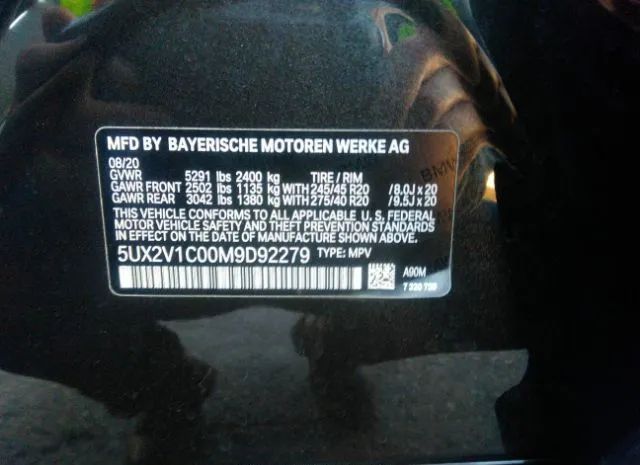 MFD BY BAYERISCHE MOTOREN WERKE AG
08/20
GVWR 5291 lbs 2400 kg TIRE / RIM
GAWR FRONT 2502 lbs 1135 kg WITH 245/45 R20 /8.0J x 20
GAWR REAR 3042 lbs 1380 kg WITH 275/40 R20 /9.5J x 20
THIS VEHICLE CONFORMS TO ALL APPLICABLE U. S. FEDERAL
MOTOR VEHICLE SAFETY AND THEFT PREVENTION STANDARDS
IN EFFECT ON THE DATE OF MANUFACTURE SHOWN ABOVE.
5UX2V1C00M9D92279 TYPE: MPV
A90M